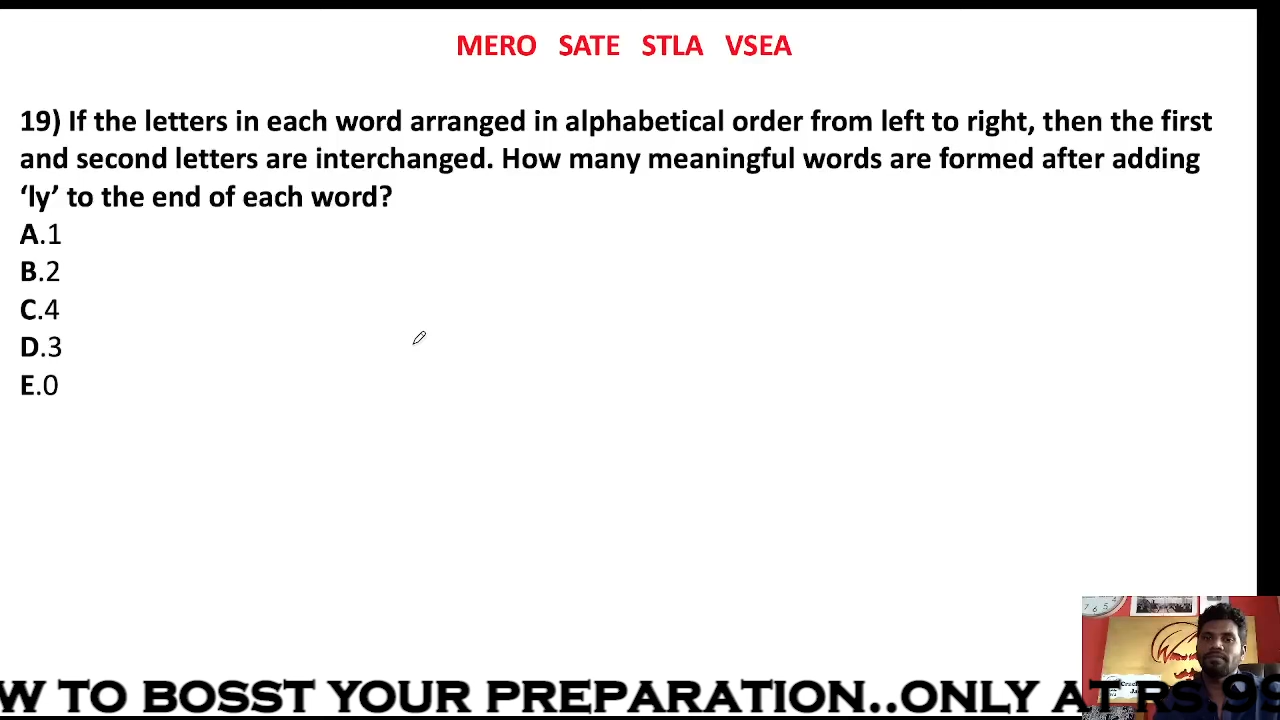 MERO SATE STLA VSEA
19) If the letters in each word arranged in alphabetical order from left to right, then the first
and second letters are interchanged. How many meaningful words are formed after adding
‘ly’ to the end of each word?
A.1
B.2
C.4
D.3
E.0
W TO BOSST YOUR PREPARATION..ONLY AT RS.99